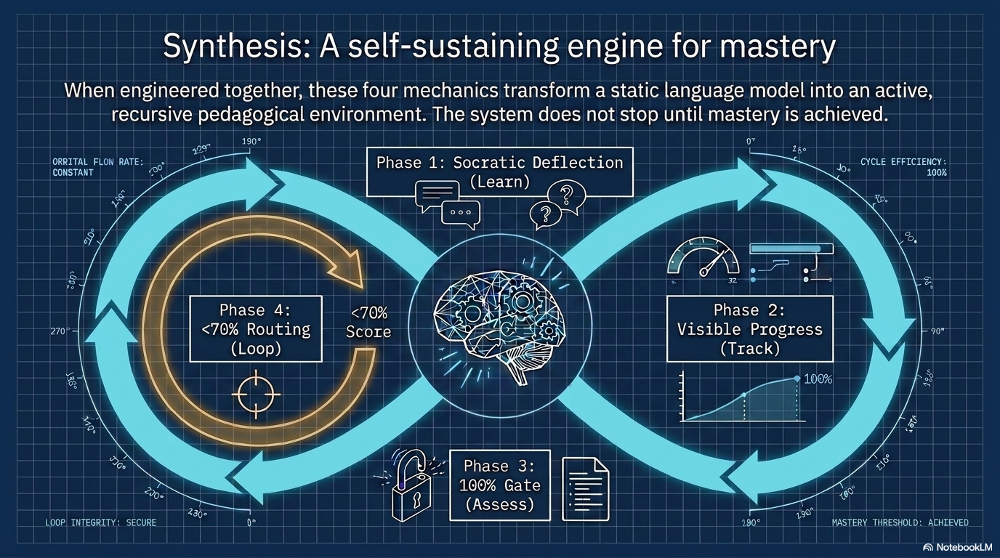 Synthesis: A self-sustaining engine for mastery
When engineered together, these four mechanics transform a static language model into an active,
recursive pedagogical environment. The system does not stop until mastery is achieved.
ORRITAL FLOW RATE:
CONSTANT
190°
CYCLE EFFICIENCY:
100%
Phase 1: Socratic Deflection
(Learn)
? ?
Phase 4:
<70% Routing
(Loop)
<70%
Score
Phase 2:
Visible Progress
(Track)
32
270°
90"
100%
Phase 3:
100% Gate
(Assess)
230°
0°
LOOP INTEGRITY: SECURE
MASTERY THRESHOLD: ACHIEVED
NotebookLM